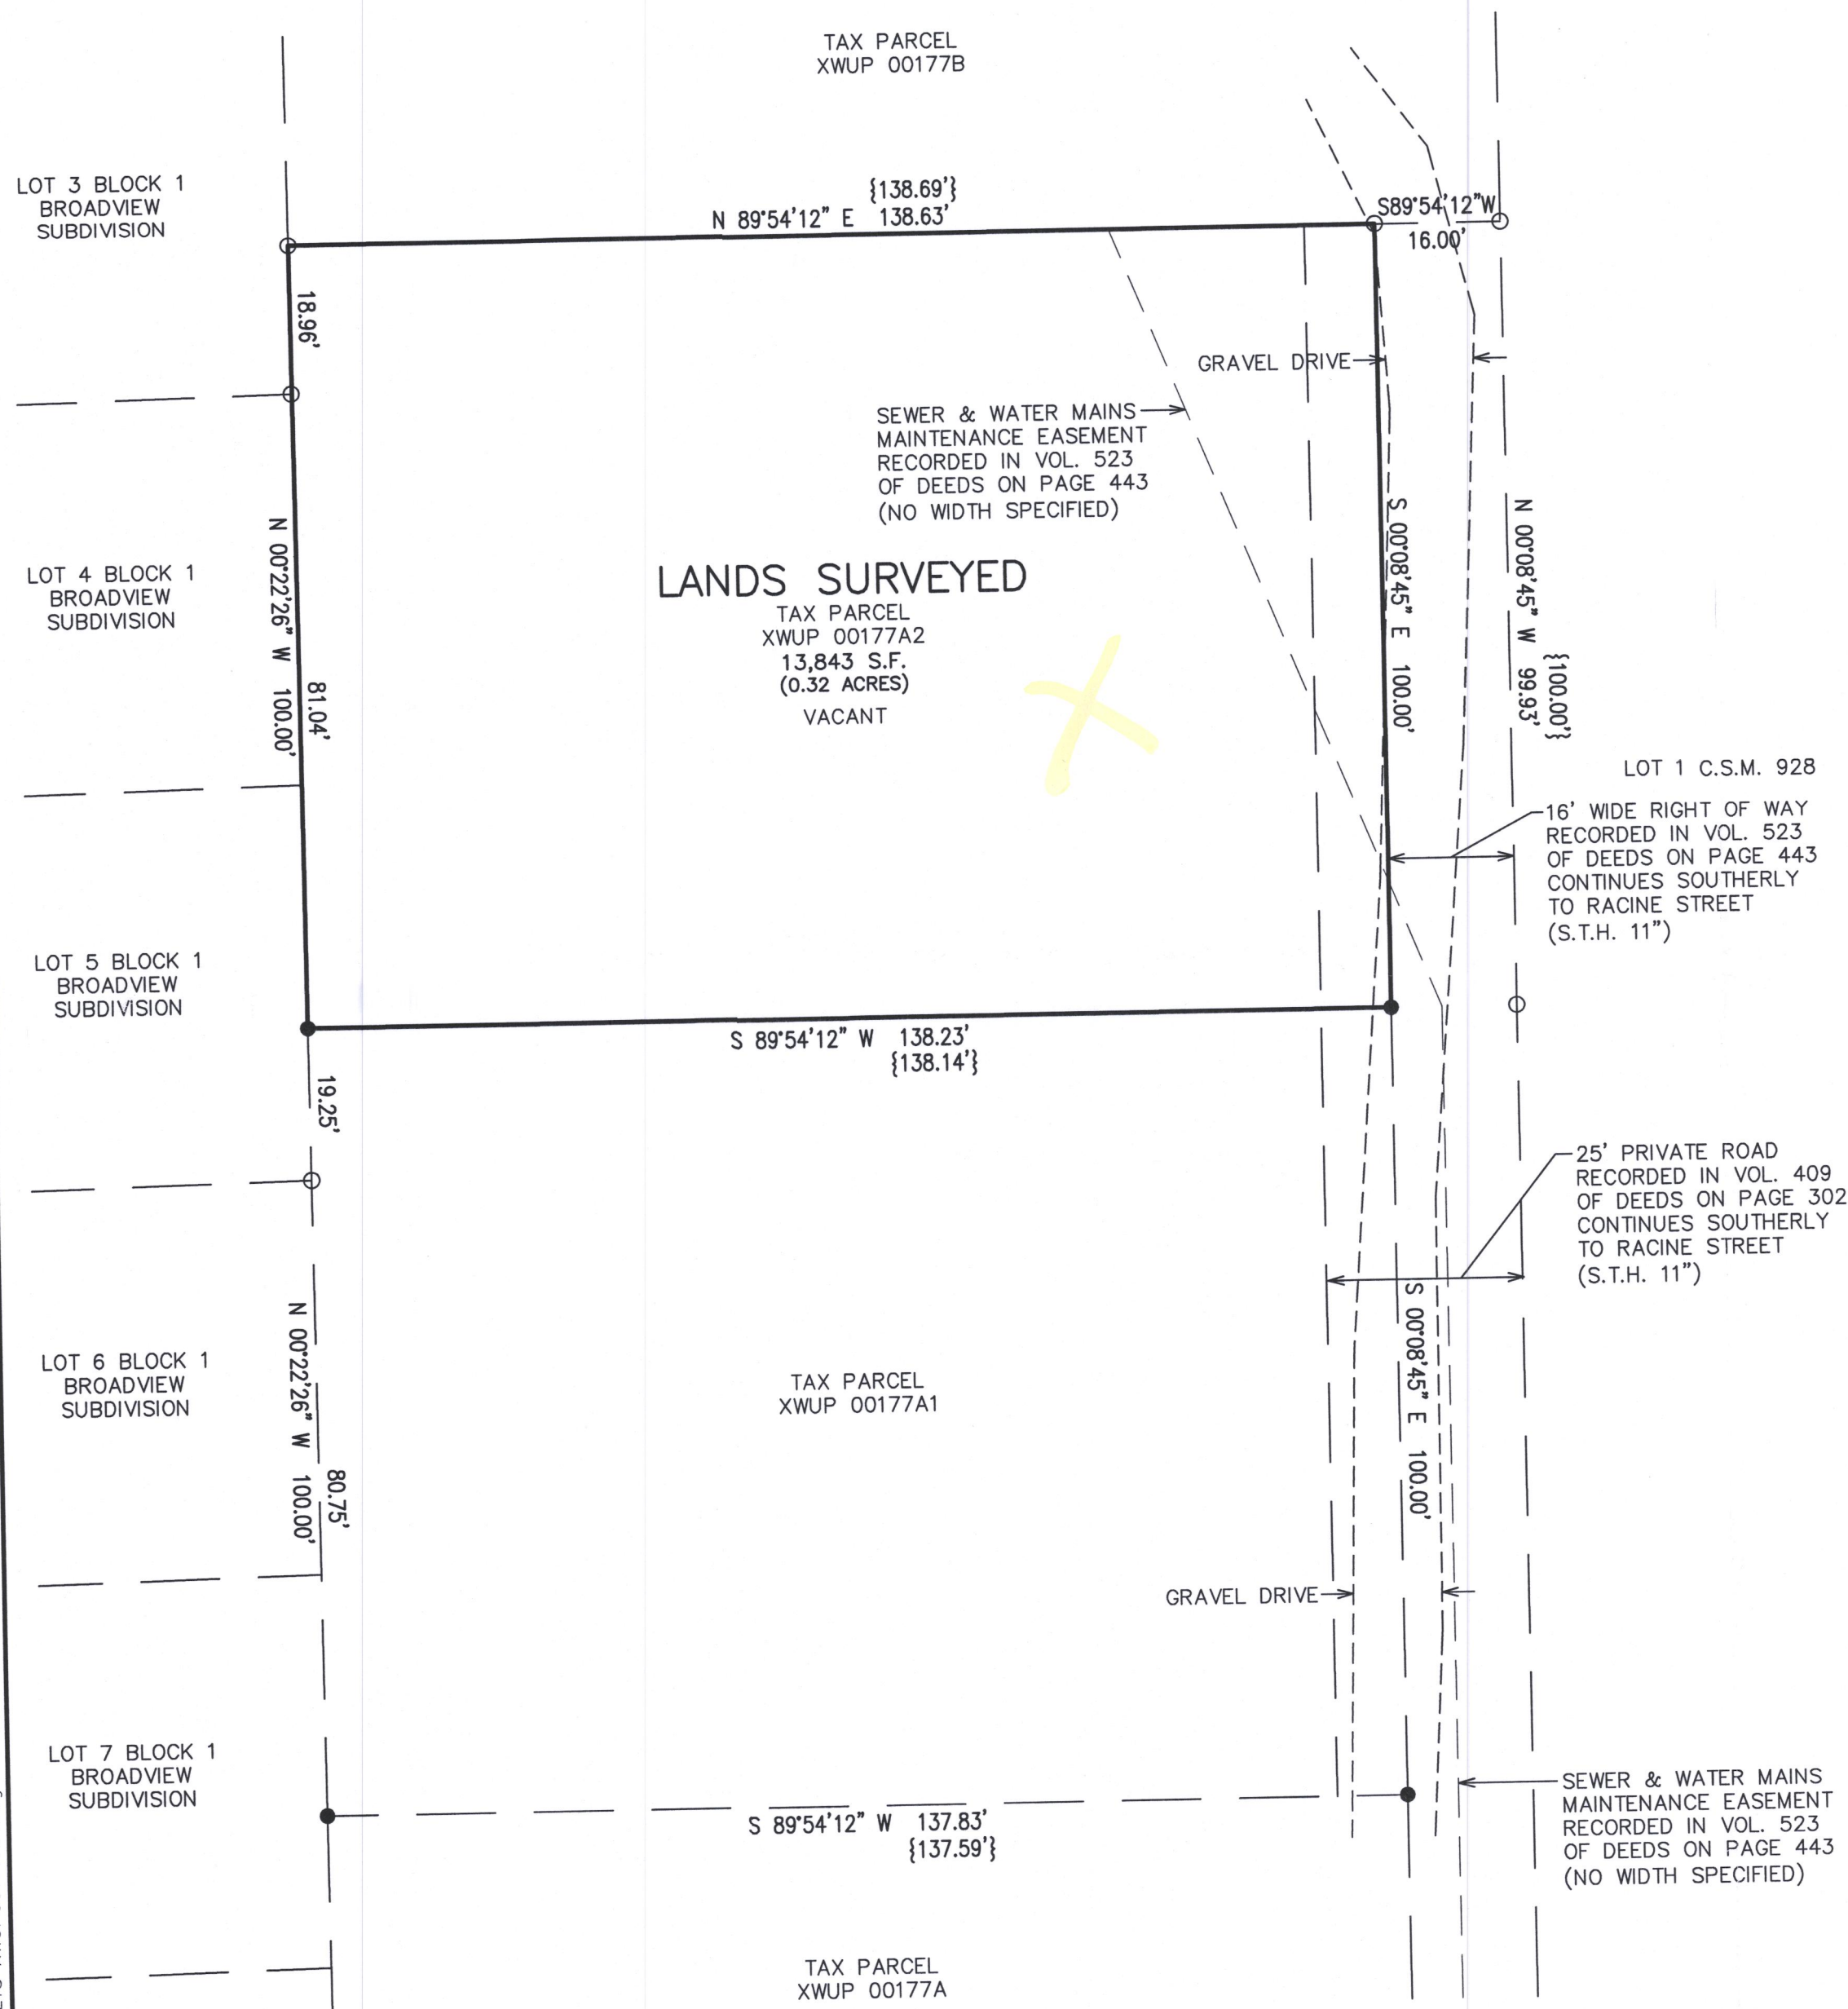 TAX PARCEL
XWUP 00177B
LOT 3 BLOCK 1
BROADVIEW
SUBDIVISION
{138.69'}
N 89°54'12" E 138.63'
S89°54'12"W
16.00'
18.96'
GRAVEL DRIVE
SEWER & WATER MAINS
MAINTENANCE EASEMENT
RECORDED IN VOL. 523
OF DEEDS ON PAGE 443
(NO WIDTH SPECIFIED)
LOT 4 BLOCK 1
BROADVIEW
SUBDIVISION
N 00°22'26" W 100.00'
81.04'
LANDS SURVEYED
TAX PARCEL
XWUP 00177A2
13,843 S.F.
(0.32 ACRES)
VACANT
S 00°08'45" E 100.00'
N 00°08'45" W 99.93'
{100.00'}
LOT 1 C.S.M. 928
16' WIDE RIGHT OF WAY
RECORDED IN VOL. 523
OF DEEDS ON PAGE 443
CONTINUES SOUTHERLY
TO RACINE STREET
(S.T.H. 11")
LOT 5 BLOCK 1
BROADVIEW
SUBDIVISION
S 89°54'12" W 138.23'
{138.14'}
19.25'
25' PRIVATE ROAD
RECORDED IN VOL. 409
OF DEEDS ON PAGE 302
CONTINUES SOUTHERLY
TO RACINE STREET
(S.T.H. 11")
LOT 6 BLOCK 1
BROADVIEW
SUBDIVISION
N 00°22'26" W 100.00'
80.75'
TAX PARCEL
XWUP 00177A1
S 00°08'45" E 100.00'
GRAVEL DRIVE
LOT 7 BLOCK 1
BROADVIEW
SUBDIVISION
S 89°54'12" W 137.83'
{137.59'}
SEWER & WATER MAINS
MAINTENANCE EASEMENT
RECORDED IN VOL. 523
OF DEEDS ON PAGE 443
(NO WIDTH SPECIFIED)
TAX PARCEL
XWUP 00177A